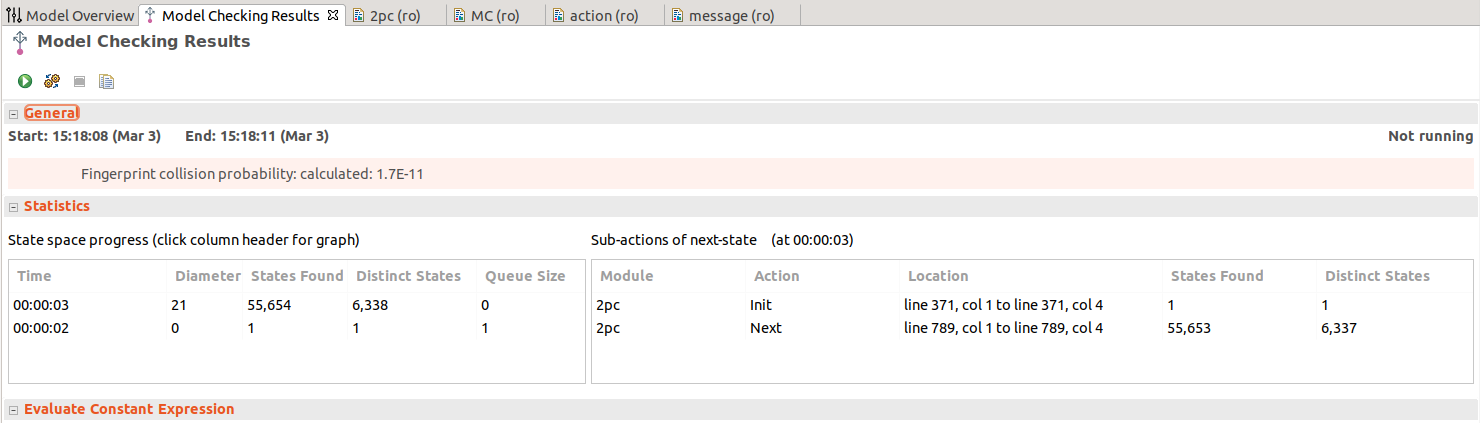 Model Overview Model Checking Results 2pc (ro) MC (ro) action (ro) message (ro)
Model Checking Results
General
Start: 15:18:08 (Mar 3) End: 15:18:11 (Mar 3) Not running
Fingerprint collision probability: calculated: 1.7E-11
Statistics
State space progress (click column header for graph) Sub-actions of next-state (at 00:00:03)
Time Diameter States Found Distinct States Queue Size Module Action Location States Found Distinct States
00:00:03 21 55,654 6,338 0 2pc Init line 371, col 1 to line 371, col 4 1 1
00:00:02 0 1 1 1 2pc Next line 789, col 1 to line 789, col 4 55,653 6,337
Evaluate Constant Expression